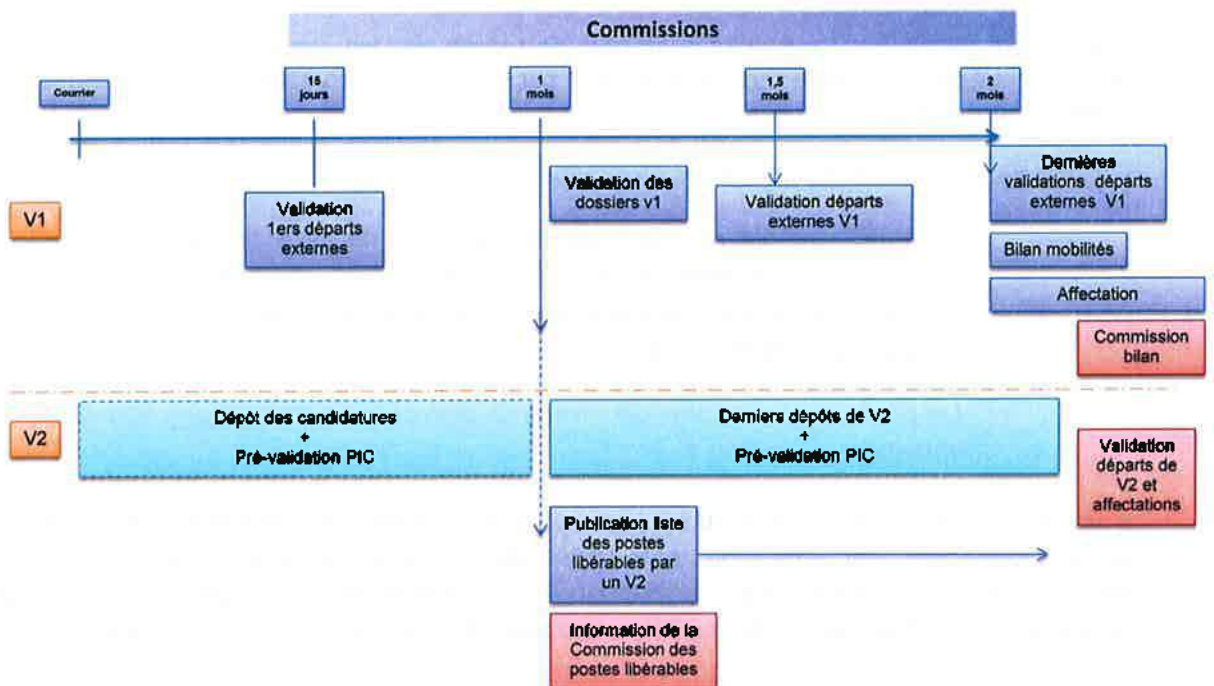 Commissions
Courrier
15
jours
1
mois
1,5
mois
2
mois
V1
Validation
1ers départs
externes
Validation des
dossiers v1
Validation départs
externes V1
Dernières
validations départs
externes V1
Bilan mobilités
Affectation
Commission
bilan
V2
Dépôt des candidatures
+
Pré-validation PIC
Derniers dépôts de V2
+
Pré-validation PIC
Validation
départs de
V2 et
affectations
Publication liste
des postes
libérables par
un V2
Information de la
Commission des
postes libérables